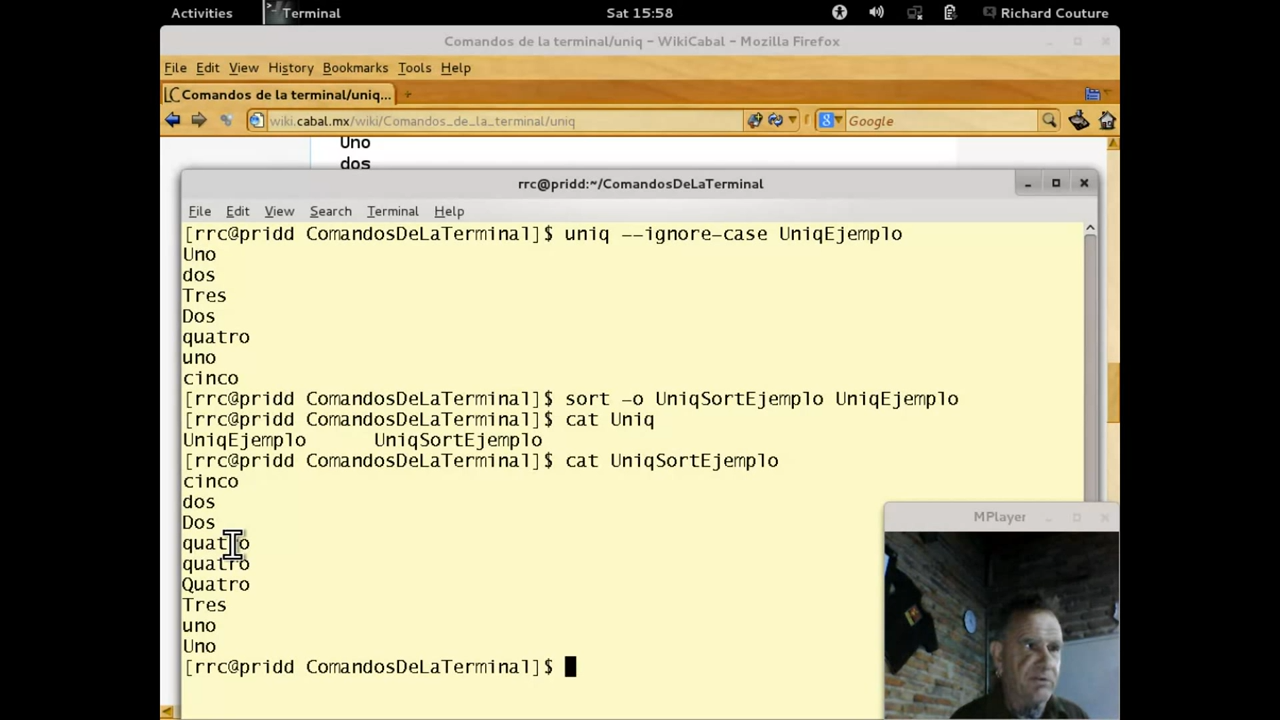 Activities Terminal Sat 15:58 Richard Couture
Comandos de la terminal/uniq - WikiCabal - Mozilla Firefox
File Edit View History Bookmarks Tools Help
Comandos de la terminal/uniq...
wiki.cabal.mx/wiki/Comandos_de_la_terminal/uniq Google
Uno
dos
rrc@pridd:~/ComandosDeLaTerminal
File Edit View Search Terminal Help
[rrc@pridd ComandosDeLaTerminal]$ uniq --ignore-case UniqEjemplo
Uno
dos
Tres
Dos
quatro
uno
cinco
[rrc@pridd ComandosDeLaTerminal]$ sort -o UniqSortEjemplo UniqEjemplo
[rrc@pridd ComandosDeLaTerminal]$ cat Uniq
UniqEjemplo UniqSortEjemplo
[rrc@pridd ComandosDeLaTerminal]$ cat UniqSortEjemplo
cinco
dos
Dos
quatro
quatro
Quatro
Tres
uno
Uno
[rrc@pridd ComandosDeLaTerminal]$
MPlayer